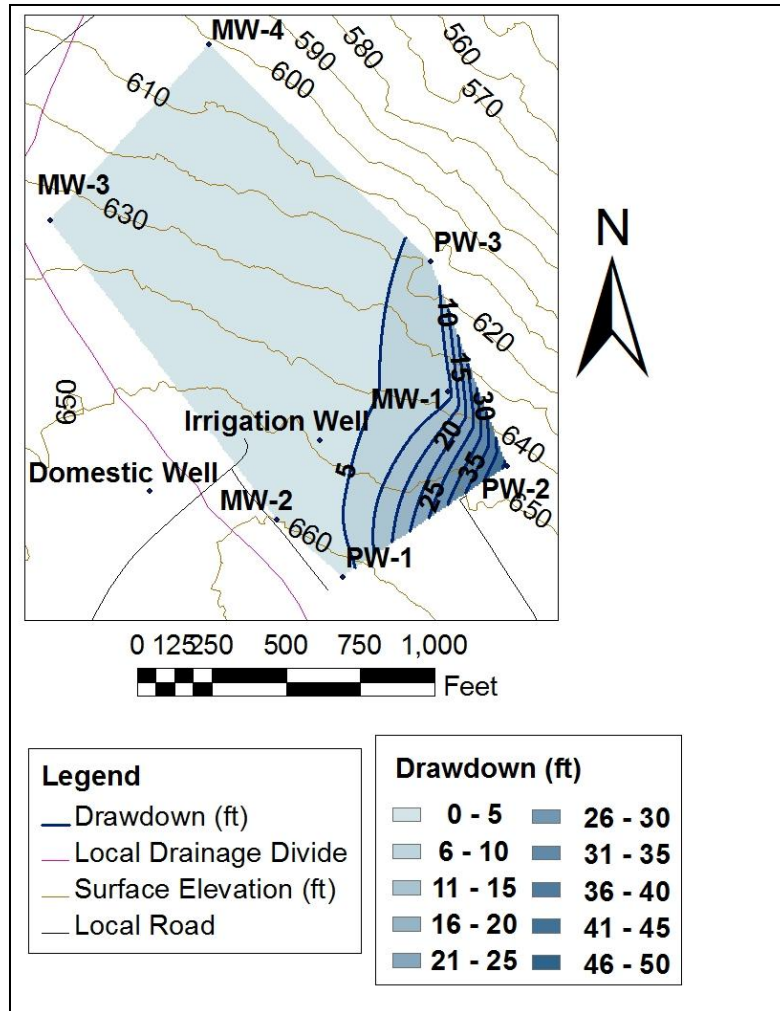 MW-4
560
580
590
570
600
610
MW-3
630
PW-3
N
10
620
15
MW-1
650
30
Irrigation Well
640
20
5
35
Domestic Well
25
PW-2
MW-2
650
660
PW-1
0 125 250 500 750 1,000
Feet
Legend
Drawdown (ft)
Local Drainage Divide
Surface Elevation (ft)
Local Road
Drawdown (ft)
0 - 5
6 - 10
11 - 15
16 - 20
21 - 25
26 - 30
31 - 35
36 - 40
41 - 45
46 - 50